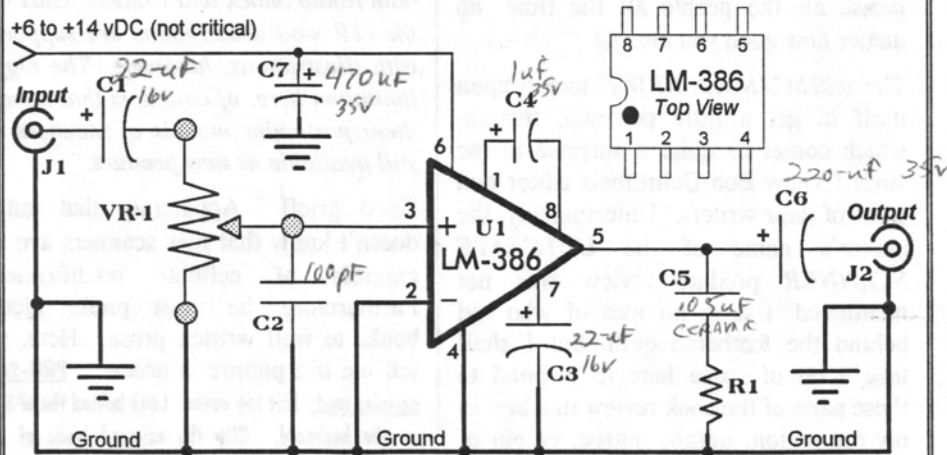 +6 to +14 vDC (not critical)
Input
J1
C1
22-uf
16v
+
C7
+
470uf
35v
6
1uf
35v
C4
+
8 7 6 5
LM-386
Top View
1 2 3 4
VR-1
3
+
2
-
U1
LM-386
1
8
5
7
4
100pF
C2
+
22-uf
C3
16v
220-uf 35v
C6
+
Output
J2
C5
.05uf
CERAMIC
R1
Ground
Ground
Ground